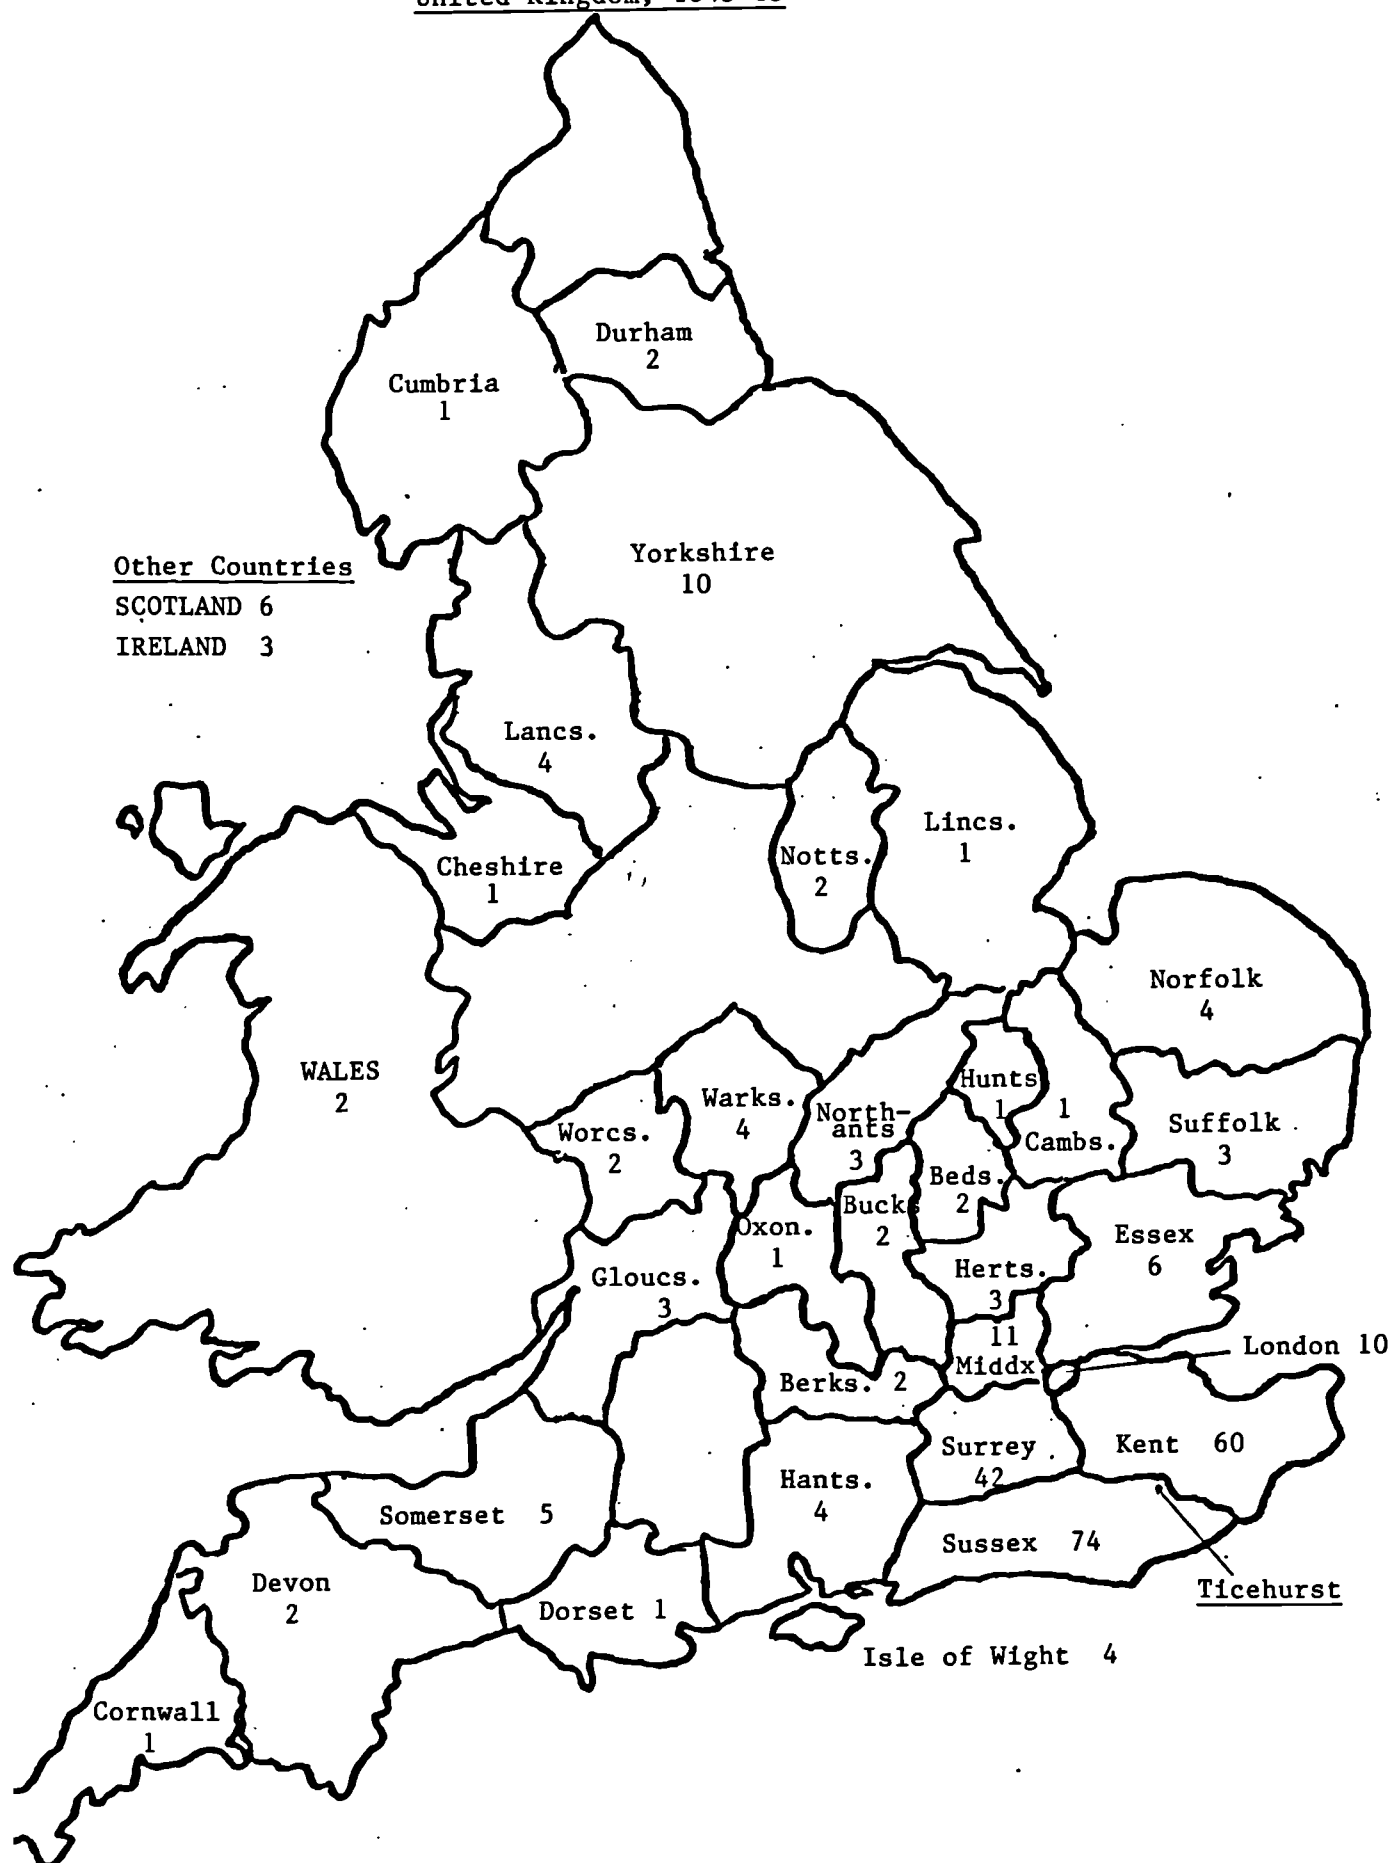 United Kingdom,
Durham
2
Cumbria
1
Other Countries
SCOTLAND 6
IRELAND 3
Yorkshire
10
Lancs.
4
Lincs.
1
Notts.
2
Cheshire
1
Norfolk
4
WALES
2
Hunts
1
Warks.
4
North-
ants
3
1
Cambs.
Suffolk
3
Worcs.
2
Beds.
2
Bucks
2
Oxon.
1
Essex
6
Herts.
3
Gloucs.
3
11
Middx
London 10
Berks. 2
Surrey
42
Kent 60
Hants.
4
Somerset 5
Sussex 74
Ticehurst
Devon
2
Dorset 1
Isle of Wight 4
Cornwall
1